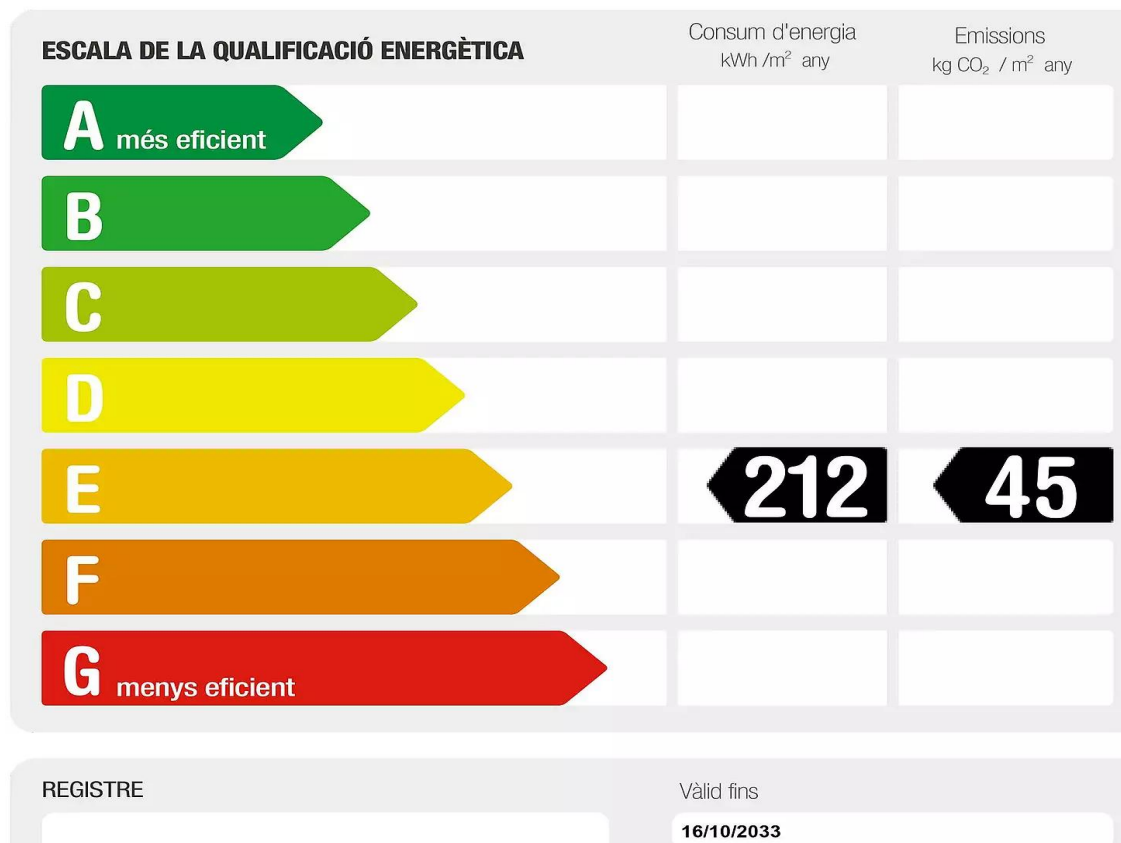 ESCALA DE LA QUALIFICACIÓ ENERGÈTICA
Consum d'energia
kWh /m² any
Emissions
kg CO₂ / m² any
A més eficient
B
C
D
E 212 45
F
G menys eficient
REGISTRE
Vàlid fins
16/10/2033